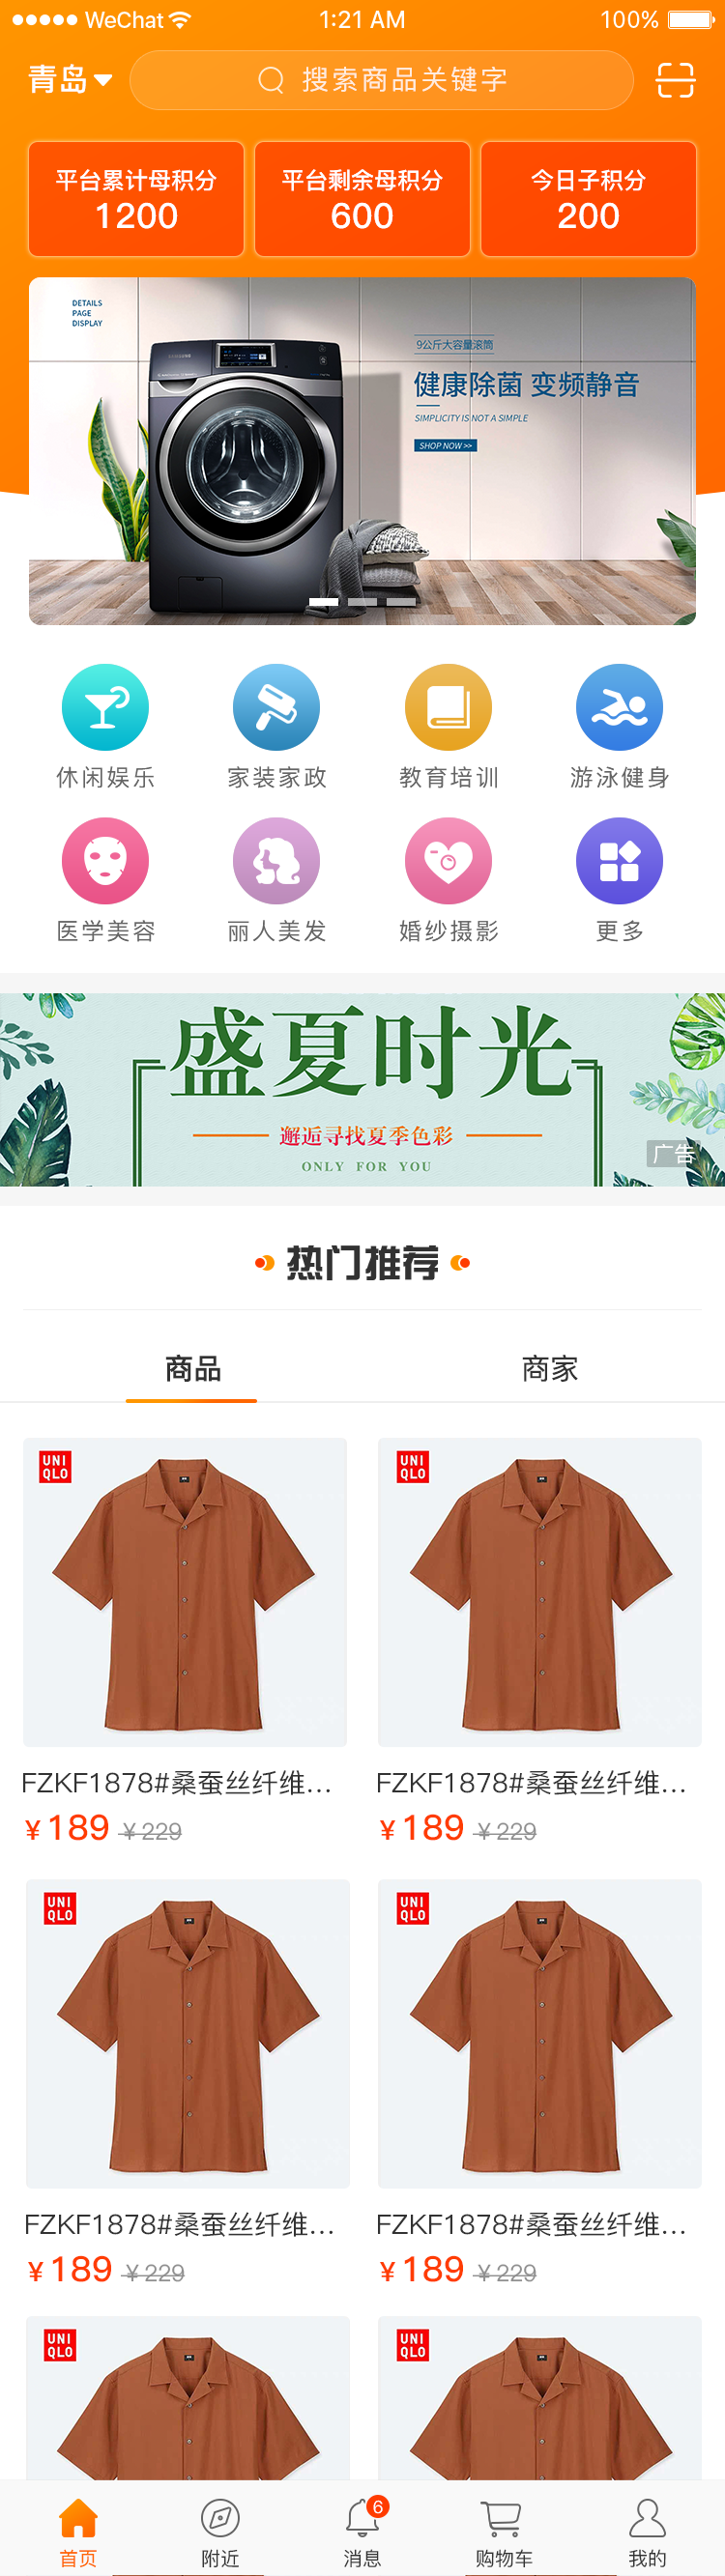 WeChat 1:21 AM 100%
青岛 搜索商品关键字
平台累计母积分 平台剩余母积分 今日子积分
1200 600 200
DETAILS
PAGE
DISPLAY
SAMSUNG
9公斤大容量滚筒
健康除菌 变频静音
SIMPLICITY IS NOT A SIMPLE
SHOP NOW >>
休闲娱乐 家装家政 教育培训 游泳健身
医学美容 丽人美发 婚纱摄影 更多
盛夏时光
邂逅寻找夏季色彩
ONLY FOR YOU
广告
热门推荐
商品 商家
UNI QLO UNI QLO
FZKF1878#桑蚕丝纤维... FZKF1878#桑蚕丝纤维...
¥189 ¥229 ¥189 ¥229
UNI QLO UNI QLO
FZKF1878#桑蚕丝纤维... FZKF1878#桑蚕丝纤维...
¥189 ¥229 ¥189 ¥229
UNI QLO UNI QLO
6
首页 附近 消息 购物车 我的